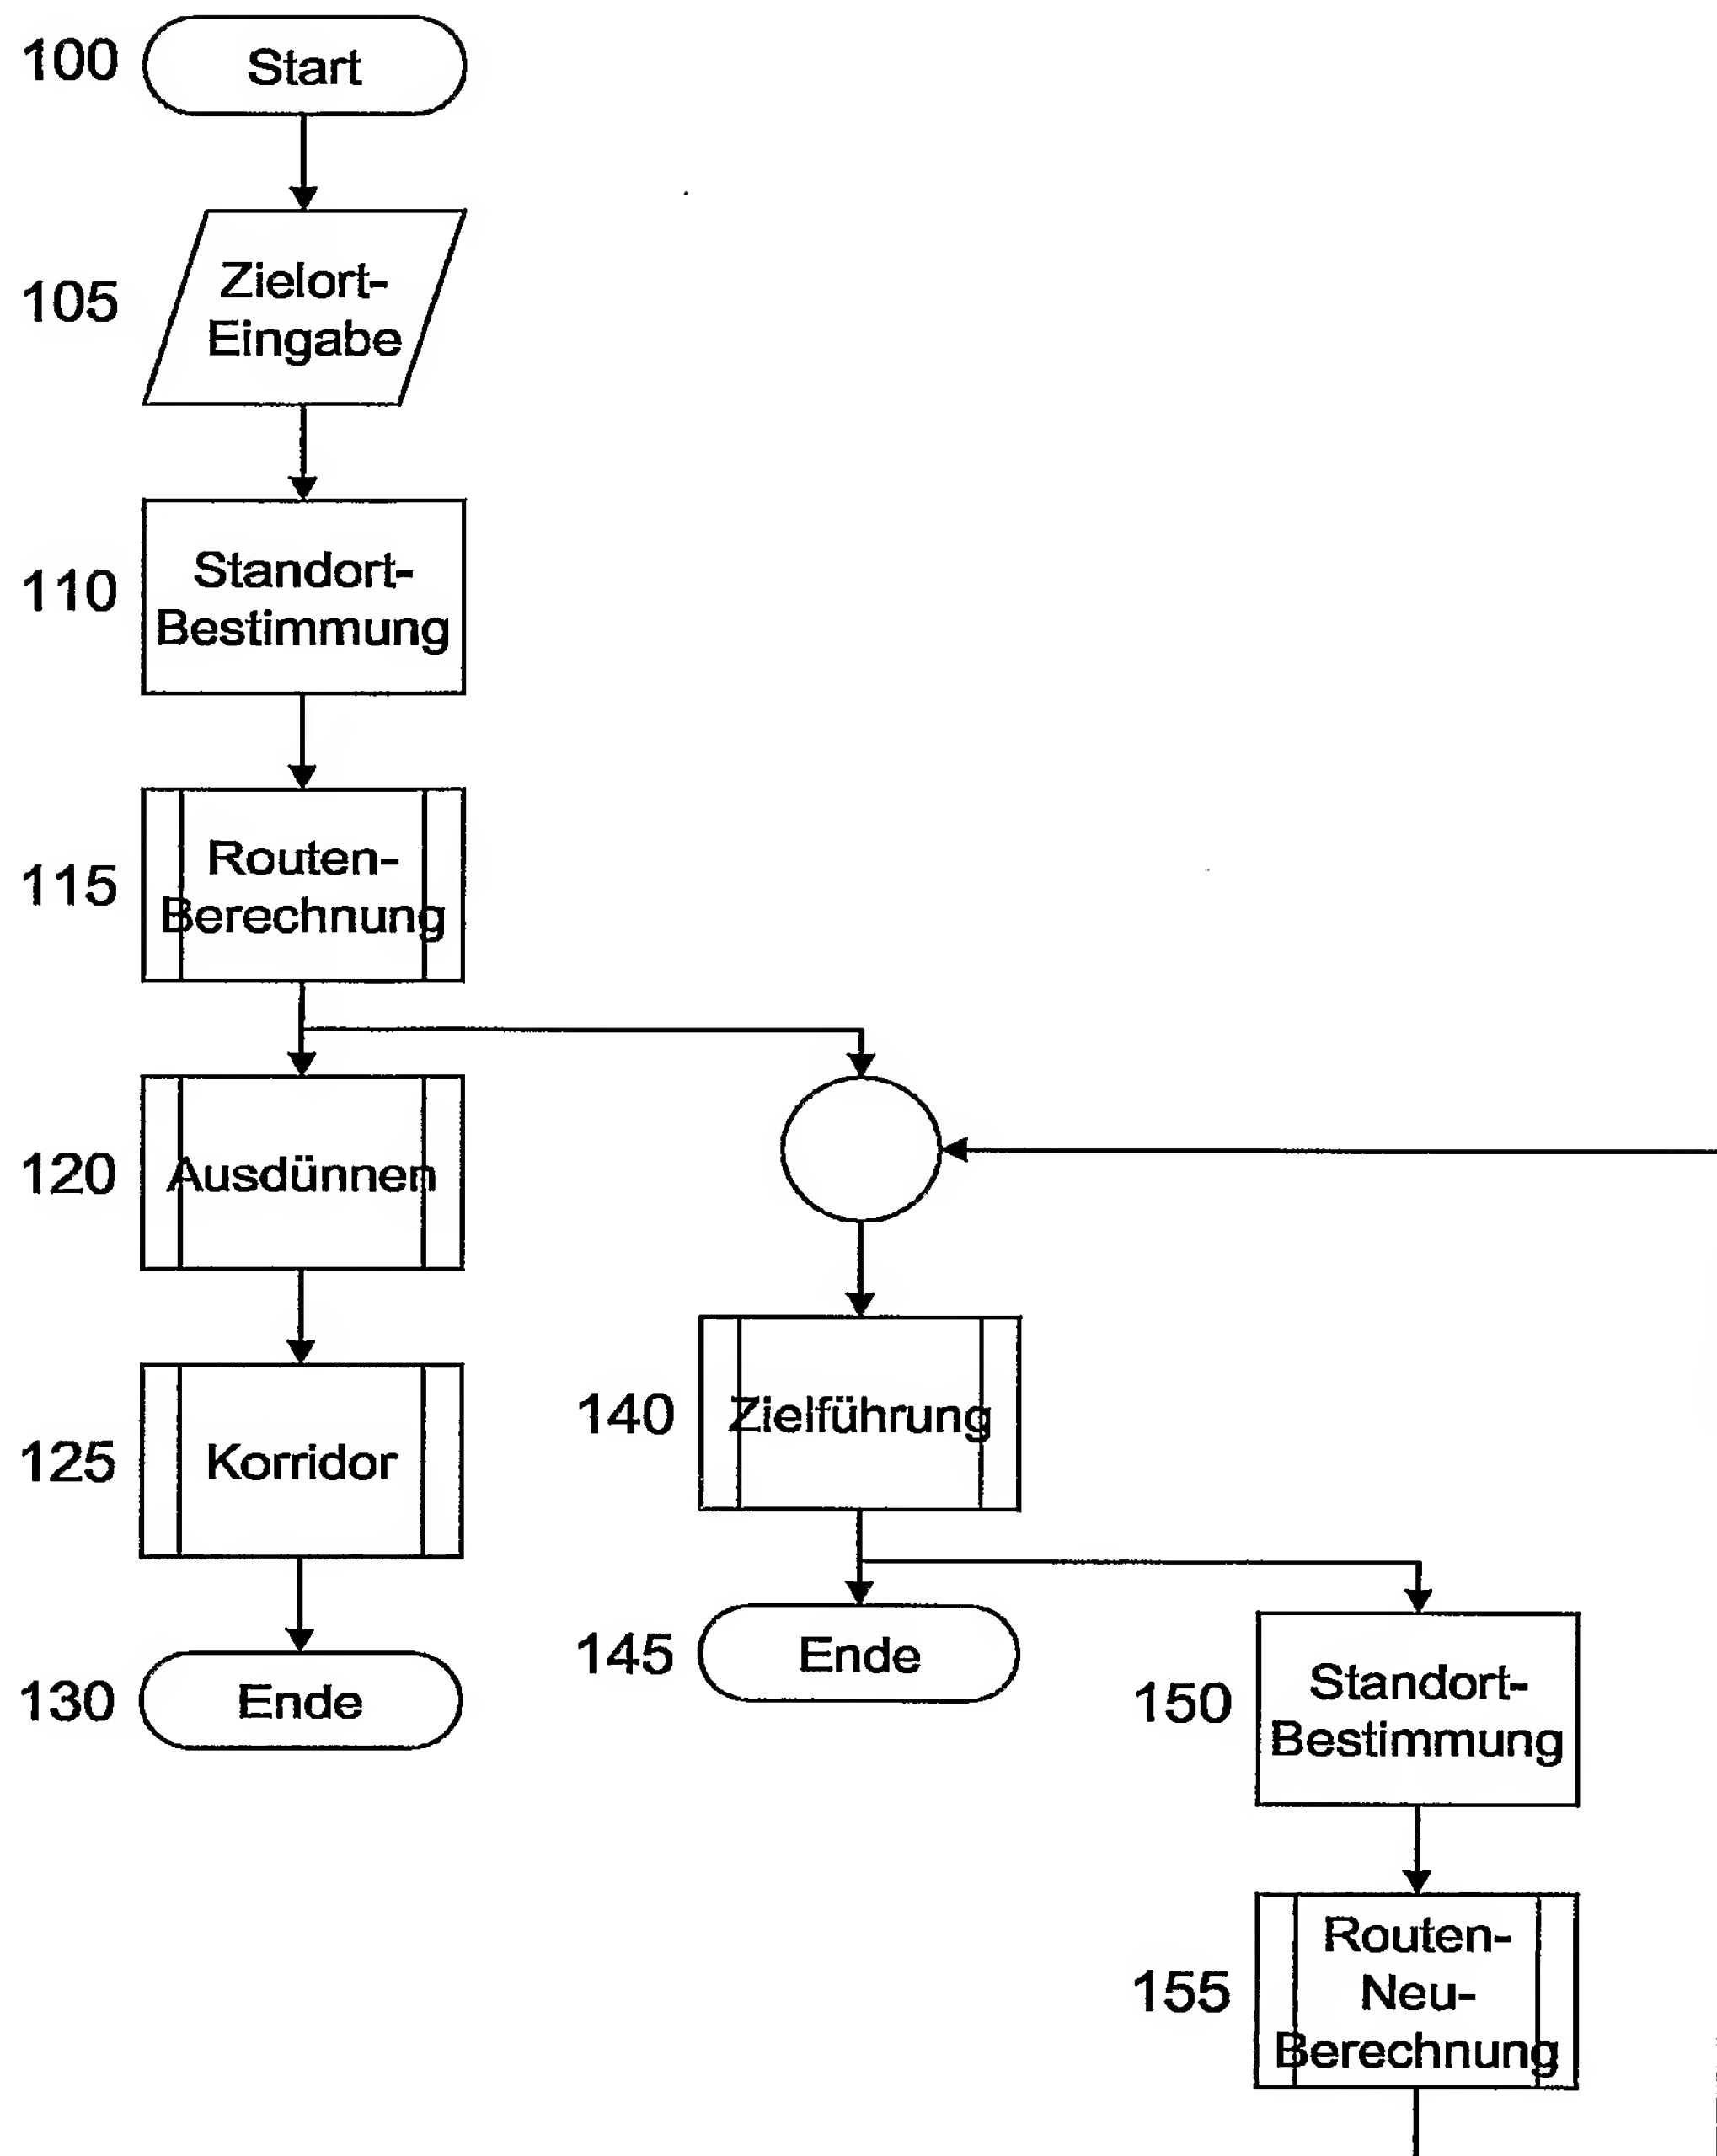 100
Start
105
Zielort-
Eingabe
110
Standort-
Bestimmung
115
Routen-
Berechnung
120
Ausdünnen
125
Korridor
130
Ende
140
Zielführung
145
Ende
150
Standort-
Bestimmung
155
Routen-
Neu-
Berechnung